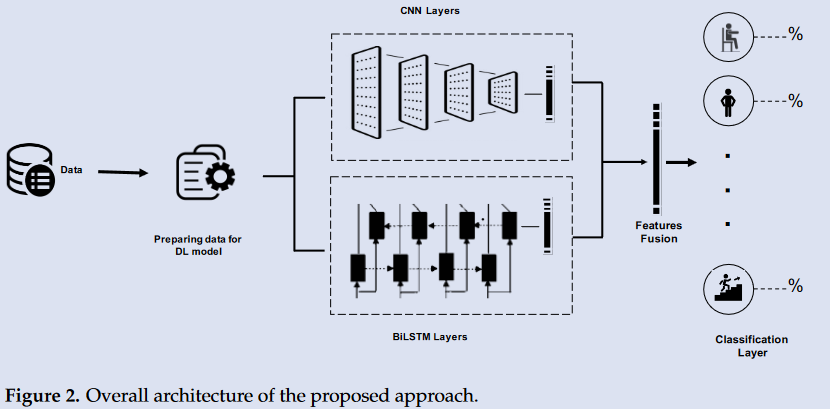 CNN Layers
%
%
Data
Preparing data for
DL model
Features
Fusion
%
BiLSTM Layers
Classification
Layer
Figure 2. Overall architecture of the proposed approach.